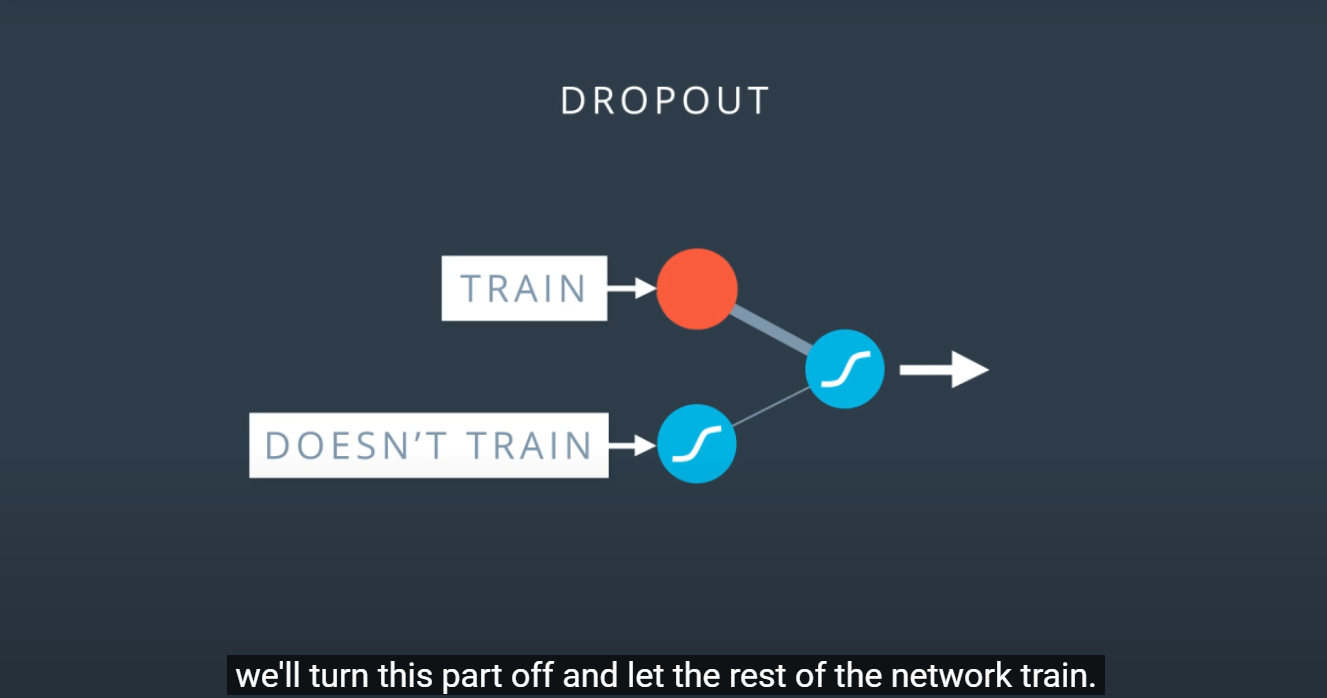 DROPOUT
TRAIN
DOESN'T TRAIN
we'll turn this part off and let the rest of the network train.